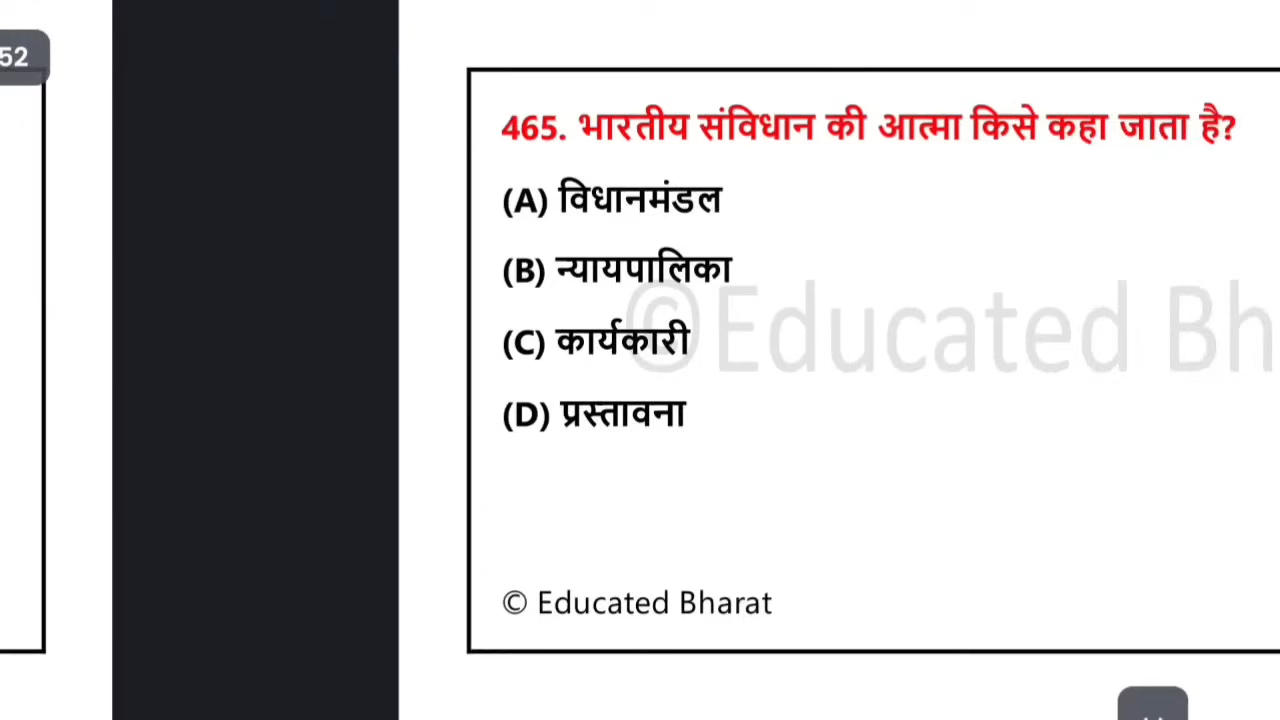 52
465. भारतीय संविधान की आत्मा किसे कहा जाता है?
(A) विधानमंडल
(B) न्यायपालिका
©Educated Bh
(C) कार्यकारी
(D) प्रस्तावना
© Educated Bharat